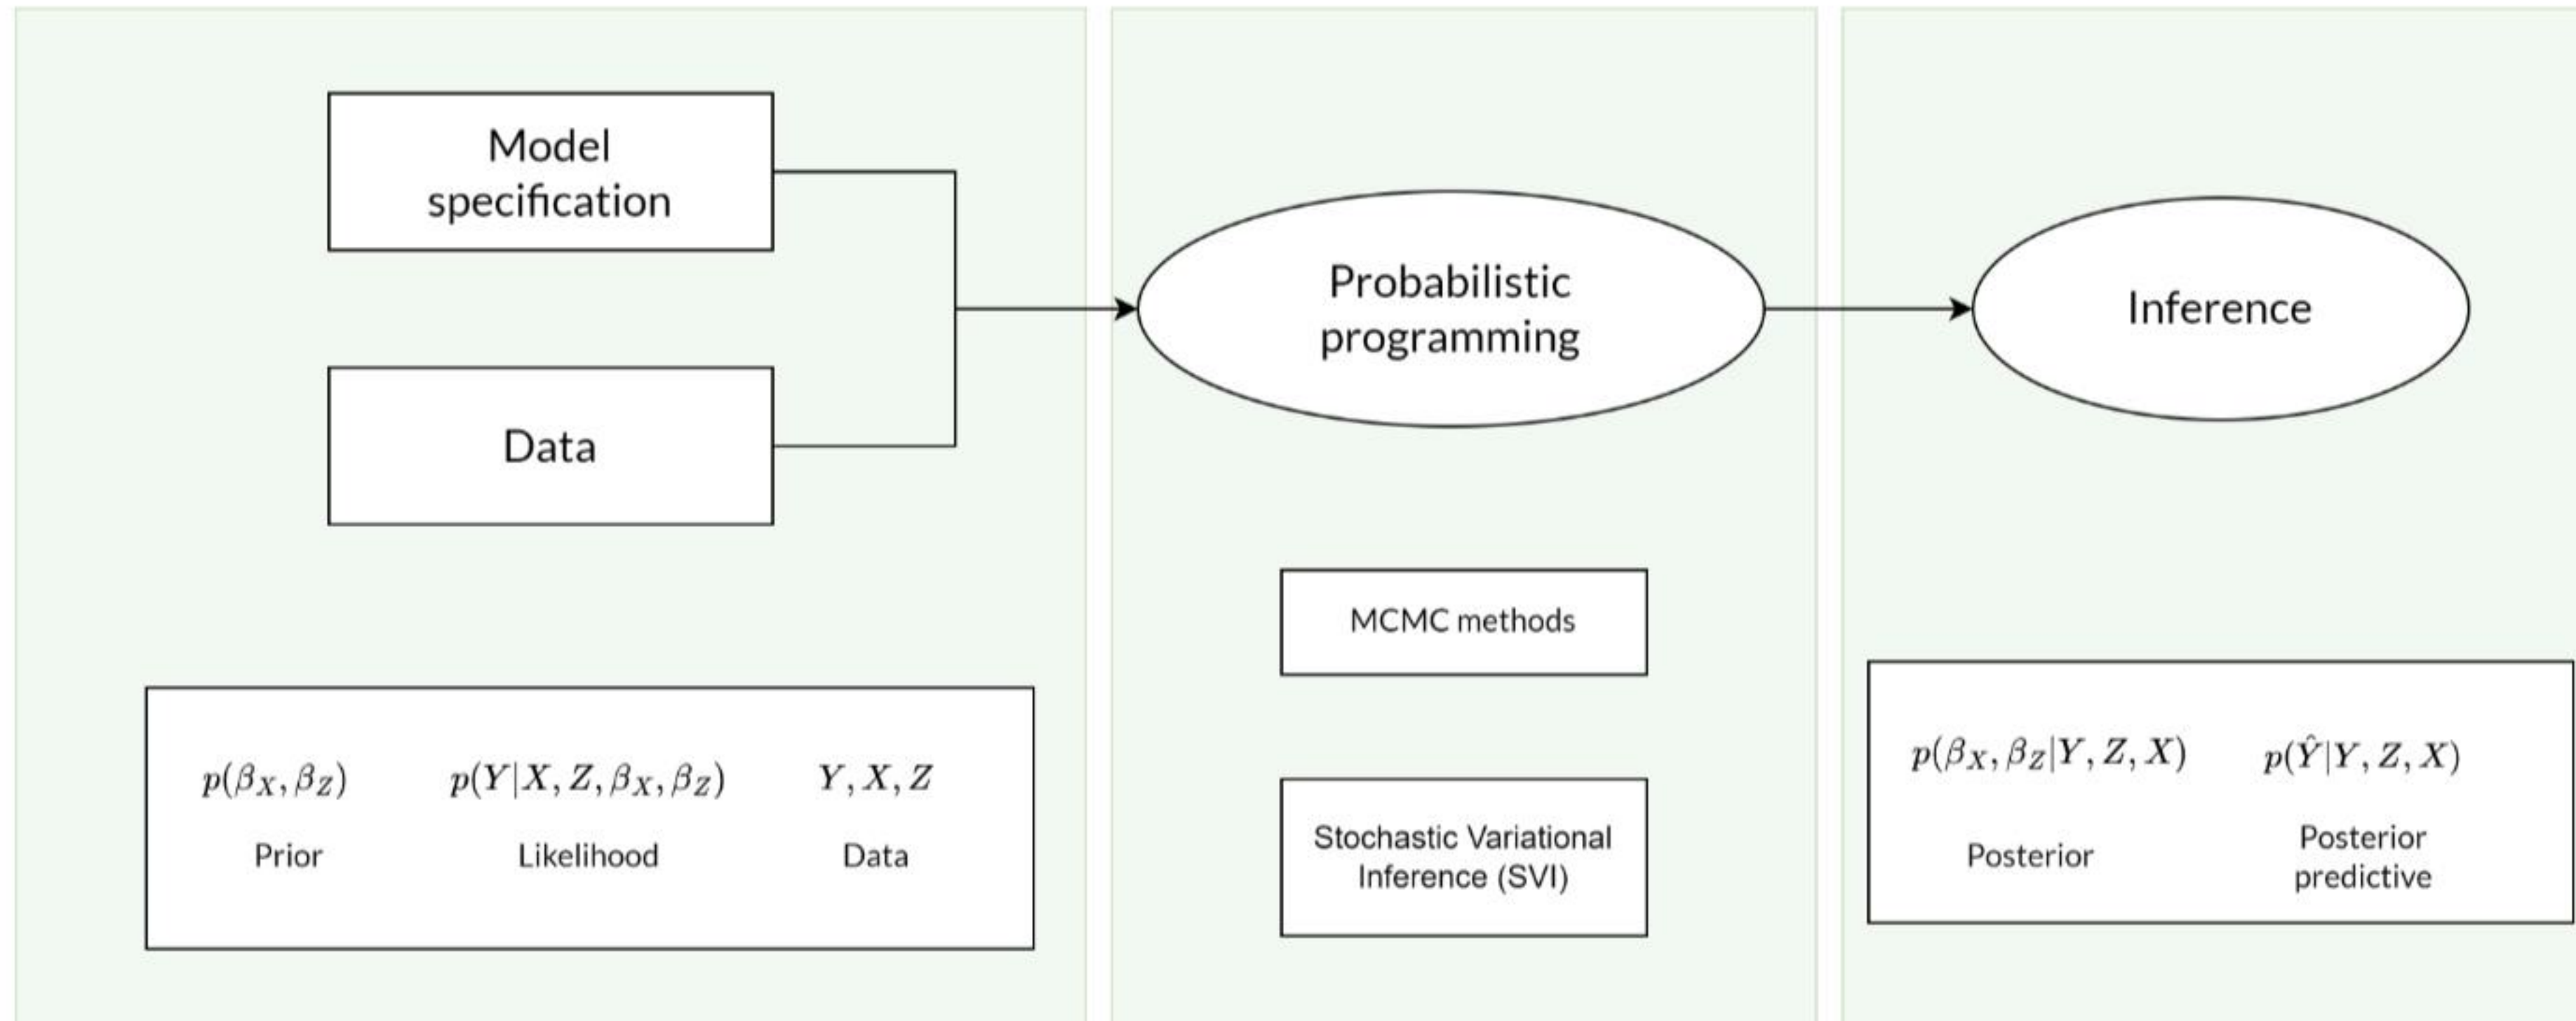 Model
specification
Data
p(β_X, β_Z)
p(Y|X, Z, β_X, β_Z)
Y, X, Z
Prior
Likelihood
Data
Probabilistic
programming
MCMC methods
Stochastic Variational
Inference (SVI)
Inference
p(β_X, β_Z|Y, Z, X)
p(Ŷ|Y, Z, X)
Posterior
Posterior
predictive